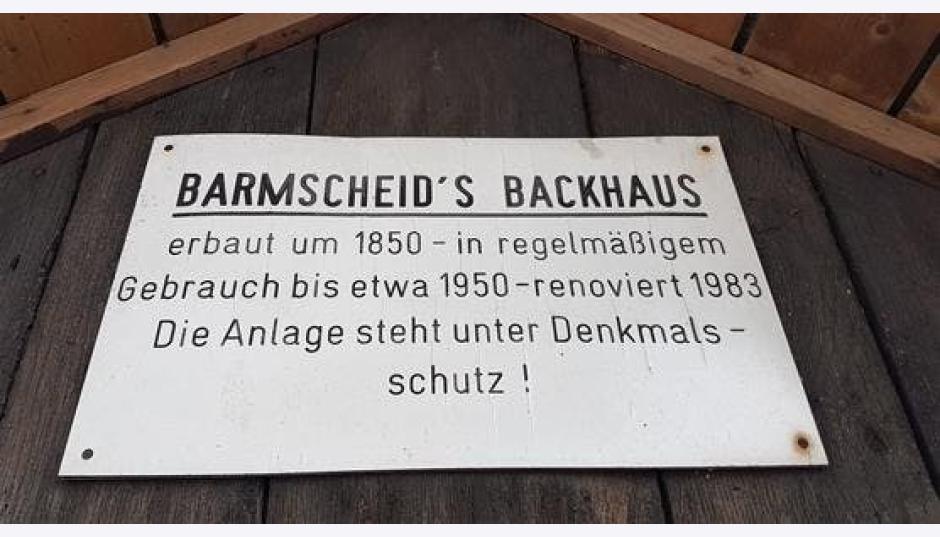 BARMSCHEID´S BACKHAUS
erbaut um 1850 - in regelmäßigem
Gebrauch bis etwa 1950-renoviert 1983
Die Anlage steht unter Denkmals-
schutz !